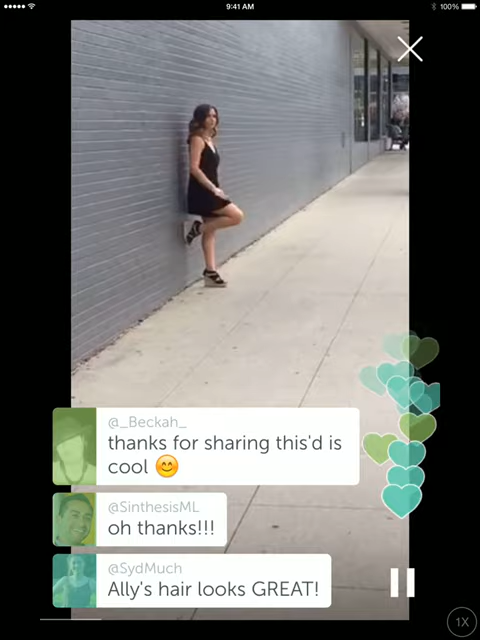 9:41 AM
100%
@_Beckah_
thanks for sharing this'd is
cool 😊
@SinthesisML
oh thanks!!!
@SydMuch
Ally's hair looks GREAT!
1X